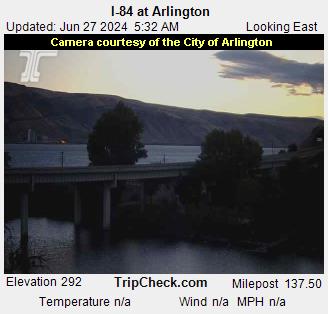 I-84 at Arlington
Updated: Jun 27 2024 5:32 AM Looking East
Camera courtesy of the City of Arlington
Elevation 292 TripCheck.com Milepost 137.50
Temperature n/a Wind n/a MPH n/a